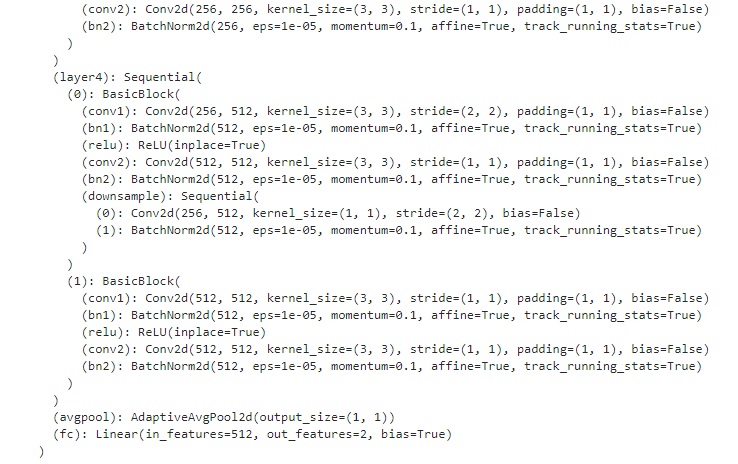 (conv2): Conv2d(256, 256, kernel_size=(3, 3), stride=(1, 1), padding=(1, 1), bias=False)
(bn2): BatchNorm2d(256, eps=1e-05, momentum=0.1, affine=True, track_running_stats=True)
)
)
(layer4): Sequential(
(0): BasicBlock(
(conv1): Conv2d(256, 512, kernel_size=(3, 3), stride=(2, 2), padding=(1, 1), bias=False)
(bn1): BatchNorm2d(512, eps=1e-05, momentum=0.1, affine=True, track_running_stats=True)
(relu): ReLU(inplace=True)
(conv2): Conv2d(512, 512, kernel_size=(3, 3), stride=(1, 1), padding=(1, 1), bias=False)
(bn2): BatchNorm2d(512, eps=1e-05, momentum=0.1, affine=True, track_running_stats=True)
(downsample): Sequential(
(0): Conv2d(256, 512, kernel_size=(1, 1), stride=(2, 2), bias=False)
(1): BatchNorm2d(512, eps=1e-05, momentum=0.1, affine=True, track_running_stats=True)
)
)
(1): BasicBlock(
(conv1): Conv2d(512, 512, kernel_size=(3, 3), stride=(1, 1), padding=(1, 1), bias=False)
(bn1): BatchNorm2d(512, eps=1e-05, momentum=0.1, affine=True, track_running_stats=True)
(relu): ReLU(inplace=True)
(conv2): Conv2d(512, 512, kernel_size=(3, 3), stride=(1, 1), padding=(1, 1), bias=False)
(bn2): BatchNorm2d(512, eps=1e-05, momentum=0.1, affine=True, track_running_stats=True)
)
)
(avgpool): AdaptiveAvgPool2d(output_size=(1, 1))
(fc): Linear(in_features=512, out_features=2, bias=True)
)